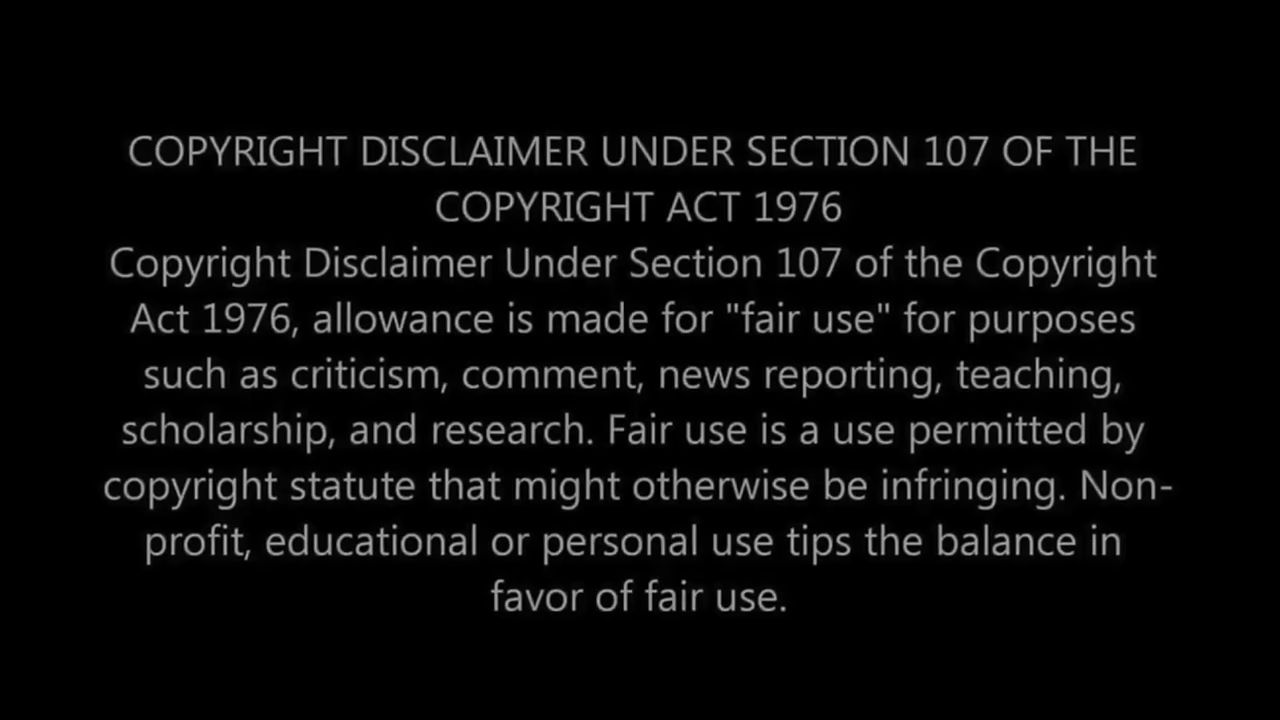 COPYRIGHT DISCLAIMER UNDER SECTION 107 OF THE
COPYRIGHT ACT 1976
Copyright Disclaimer Under Section 107 of the Copyright
Act 1976, allowance is made for "fair use" for purposes
such as criticism, comment, news reporting, teaching,
scholarship, and research. Fair use is a use permitted by
copyright statute that might otherwise be infringing. Non-
profit, educational or personal use tips the balance in
favor of fair use.